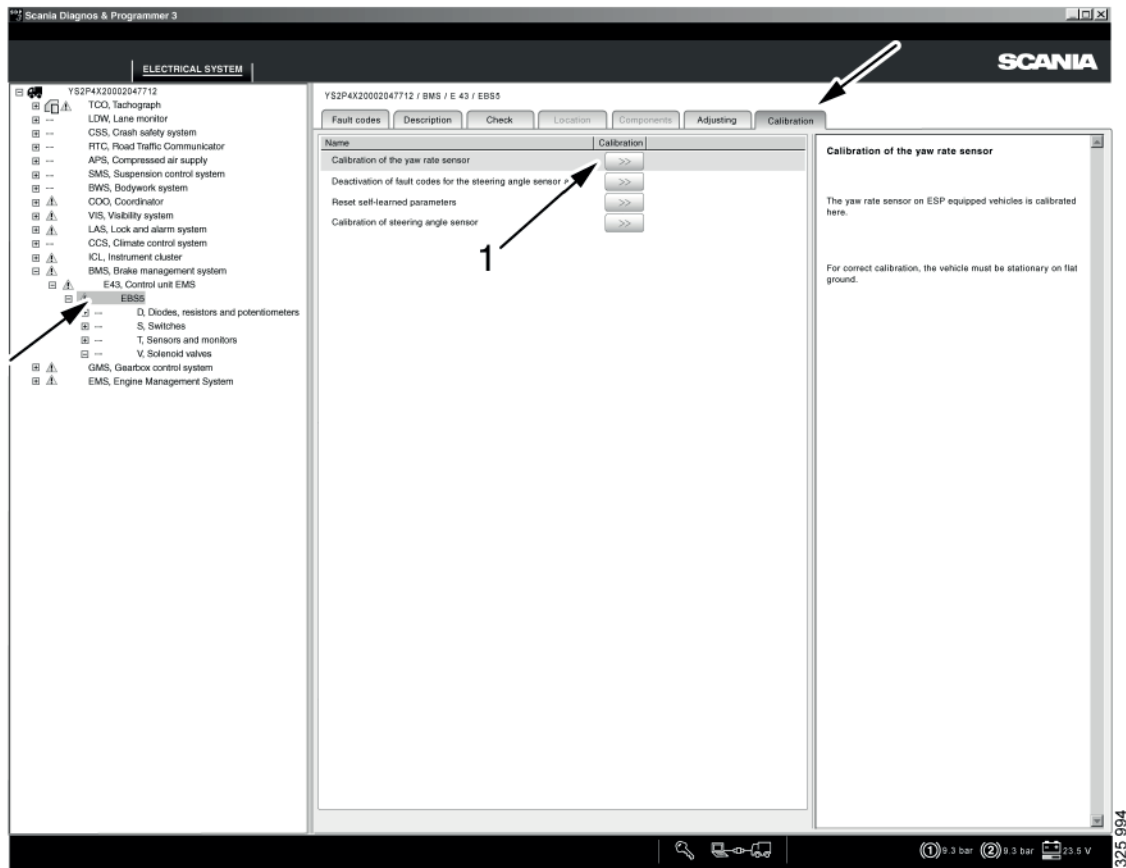 Scania Diagnos & Programmer 3
ELECTRICAL SYSTEM
SCANIA
YS2P4X20002047712
TCO, Tachograph
LDW, Lane monitor
CSS, Crash safety system
RTC, Road Traffic Communicator
APS, Compressed air supply
SMS, Suspension control system
BWS, Bodywork system
COO, Coordinator
VIS, Visibility system
LAS, Lock and alarm system
CCS, Climate control system
ICL, Instrument cluster
BMS, Brake management system
E43, Control unit EMS
EBS5
D, Diodes, resistors and potentiometers
S, Switches
T, Sensors and monitors
V, Solenoid valves
GMS, Gearbox control system
EMS, Engine Management System
YS2P4X20002047712 / BMS / E 43 / EBS5
Fault codes Description Check Location Components Adjusting Calibration
Name Calibration
Calibration of the yaw rate sensor >>
Deactivation of fault codes for the steering angle sensor >>
Reset self-learned parameters >>
Calibration of steering angle sensor >>
1
Calibration of the yaw rate sensor
The yaw rate sensor on ESP equipped vehicles is calibrated
here.
For correct calibration, the vehicle must be stationary on flat
ground.
(1) 9.3 bar (2) 9.3 bar 23.5 V
325 994